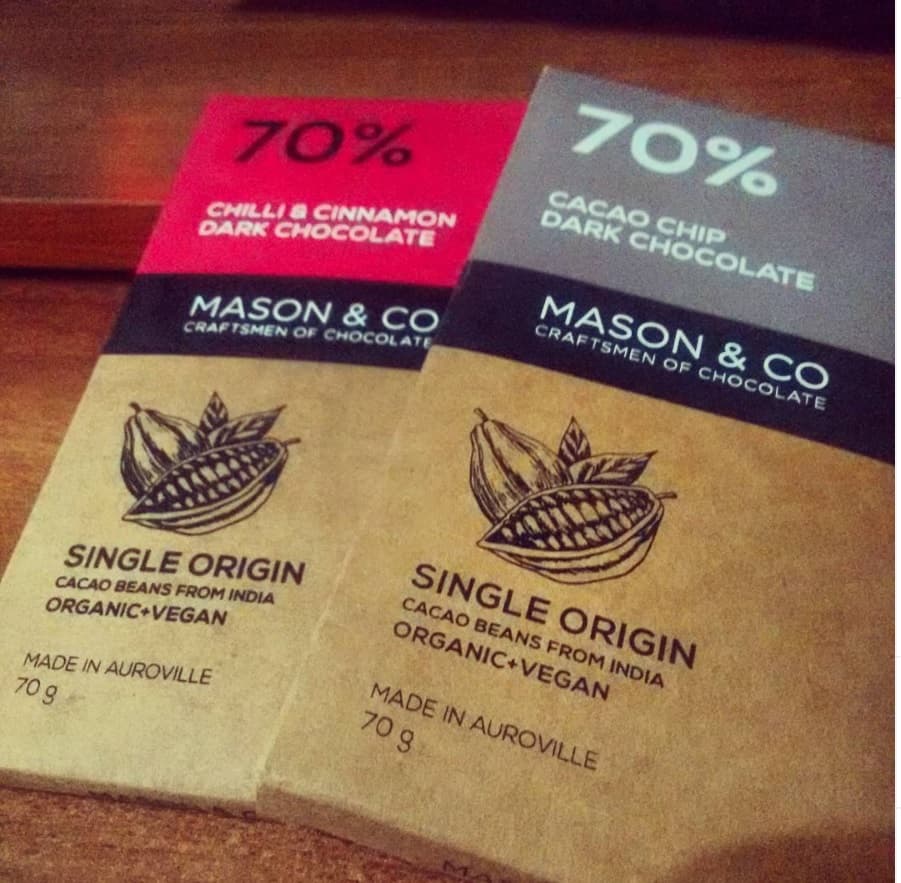 70%
CHILLI & CINNAMON
DARK CHOCOLATE
MASON & CO
CRAFTSMEN OF CHOCOLATE
SINGLE ORIGIN
CACAO BEANS FROM INDIA
ORGANIC+VEGAN
MADE IN AUROVILLE
70 g
70%
CACAO CHIP
DARK CHOCOLATE
MASON & CO
CRAFTSMEN OF CHOCOLATE
SINGLE ORIGIN
CACAO BEANS FROM INDIA
ORGANIC+VEGAN
MADE IN AUROVILLE
70 g